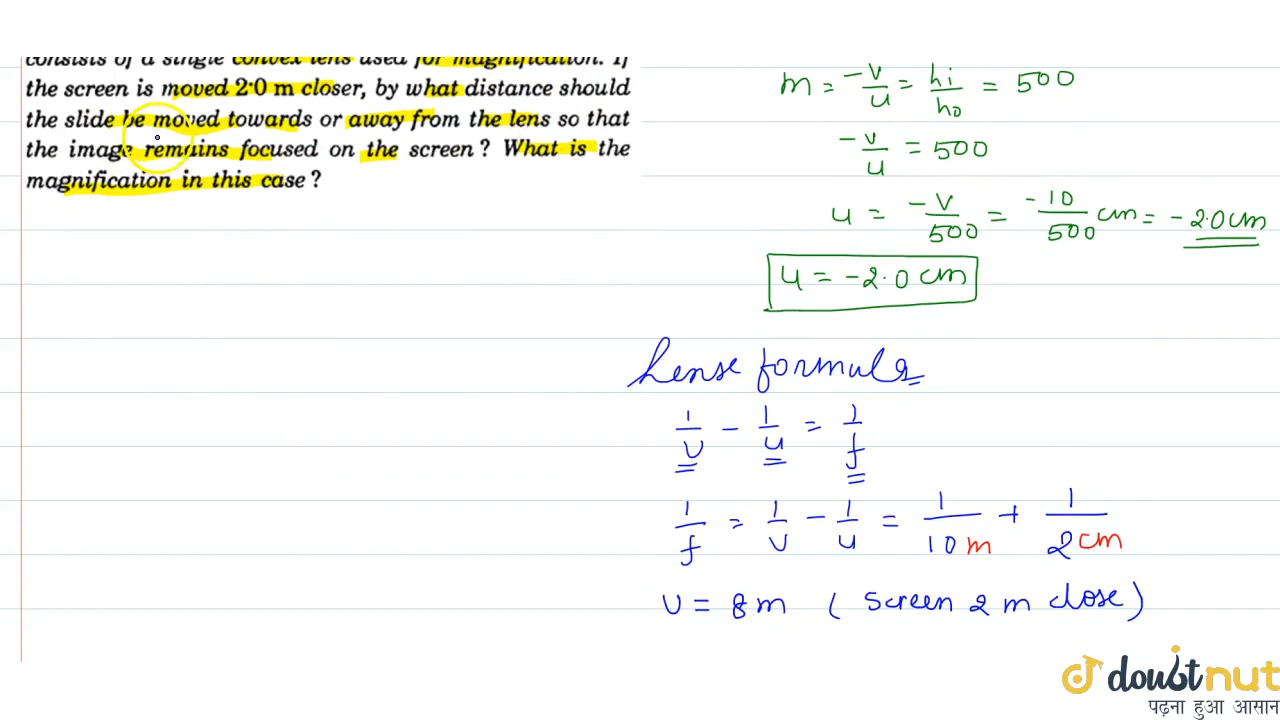 consists of a single convex lens used for magnification. If
the screen is moved 2·0 m closer, by what distance should
the slide be moved towards or away from the lens so that
the image remains focused on the screen ? What is the
magnification in this case ?
m = -v/u = hi/ho = 500
-v/u = 500
u = -v/500 = -10/500 cm = -2.0cm
u = -2.0 cm
Lense formula
1/v - 1/u = 1/f
1/f = 1/v - 1/u = 1/10m + 1/2cm
v = 8m ( Screen 2 m close )
doubtnut
पढ़ना हुआ आसान